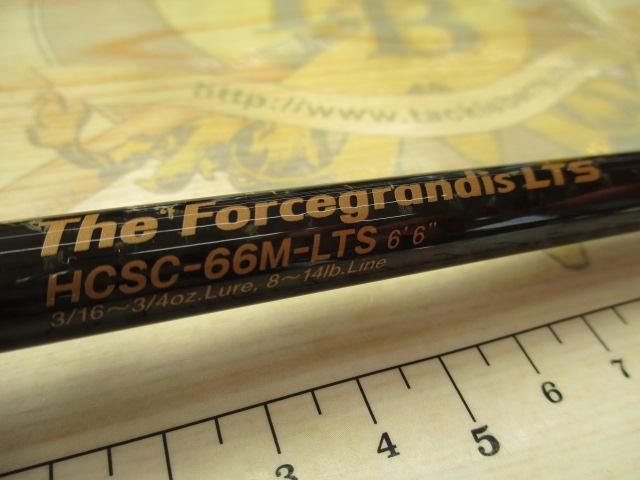 T B
http://www.tackleberry
The Forcegrandis LTS
HCSC-66M-LTS 6'6"
3/16~3/4oz.Lure, 8~14lb.Line
3 4 5 6 7